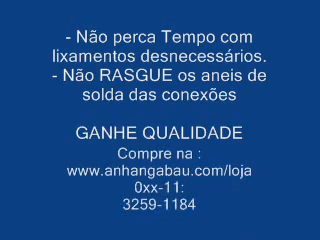 - Não perca Tempo com
lixamentos desnecessários.
- Não RASGUE os aneis de
solda das conexões
GANHE QUALIDADE
Compre na :
www.anhangabau.com/loja
0xx-11:
3259-1184